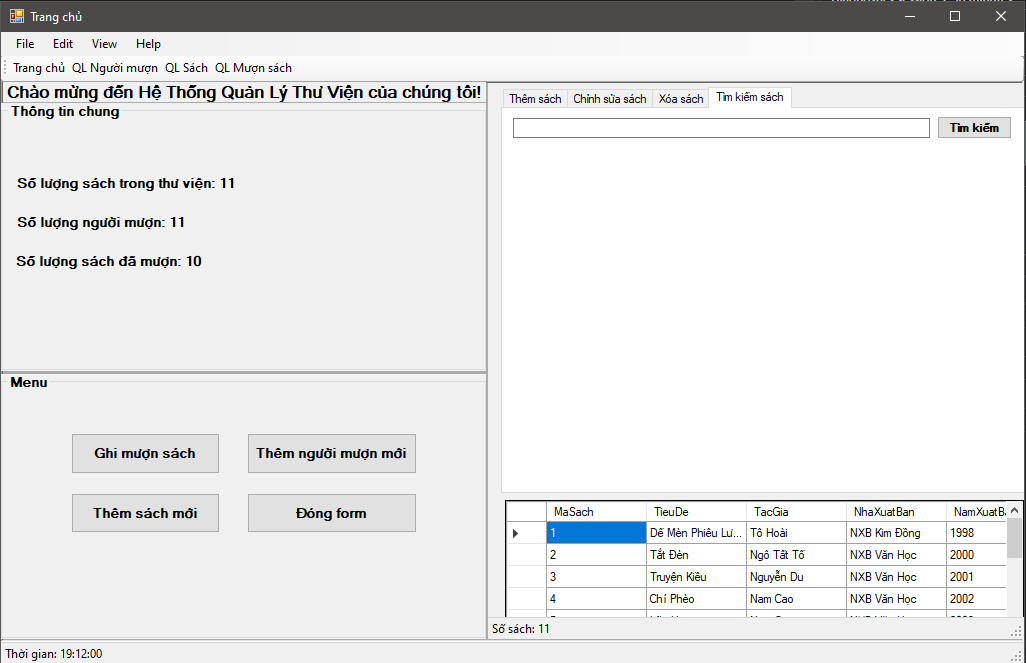 Trang chủ
File Edit View Help
Trang chủ QL Người mượn QL Sách QL Mượn sách
Chào mừng đến Hệ Thống Quản Lý Thư Viện của chúng tôi!
Thông tin chung
Số lượng sách trong thư viện: 11
Số lượng người mượn: 11
Số lượng sách đã mượn: 10
Menu
Ghi mượn sách Thêm người mượn mới
Thêm sách mới Đóng form
Thêm sách Chỉnh sửa sách Xóa sách Tìm kiếm sách
Tìm kiếm
MaSach TieuDe TacGia NhaXuatBan NamXuatBa
1 Dế Mèn Phiêu Lư... Tô Hoài NXB Kim Đồng 1998
2 Tắt Đèn Ngô Tất Tố NXB Văn Học 2000
3 Truyện Kiều Nguyễn Du NXB Văn Học 2001
4 Chí Phèo Nam Cao NXB Văn Học 2002
Số sách: 11
Thời gian: 19:12:00